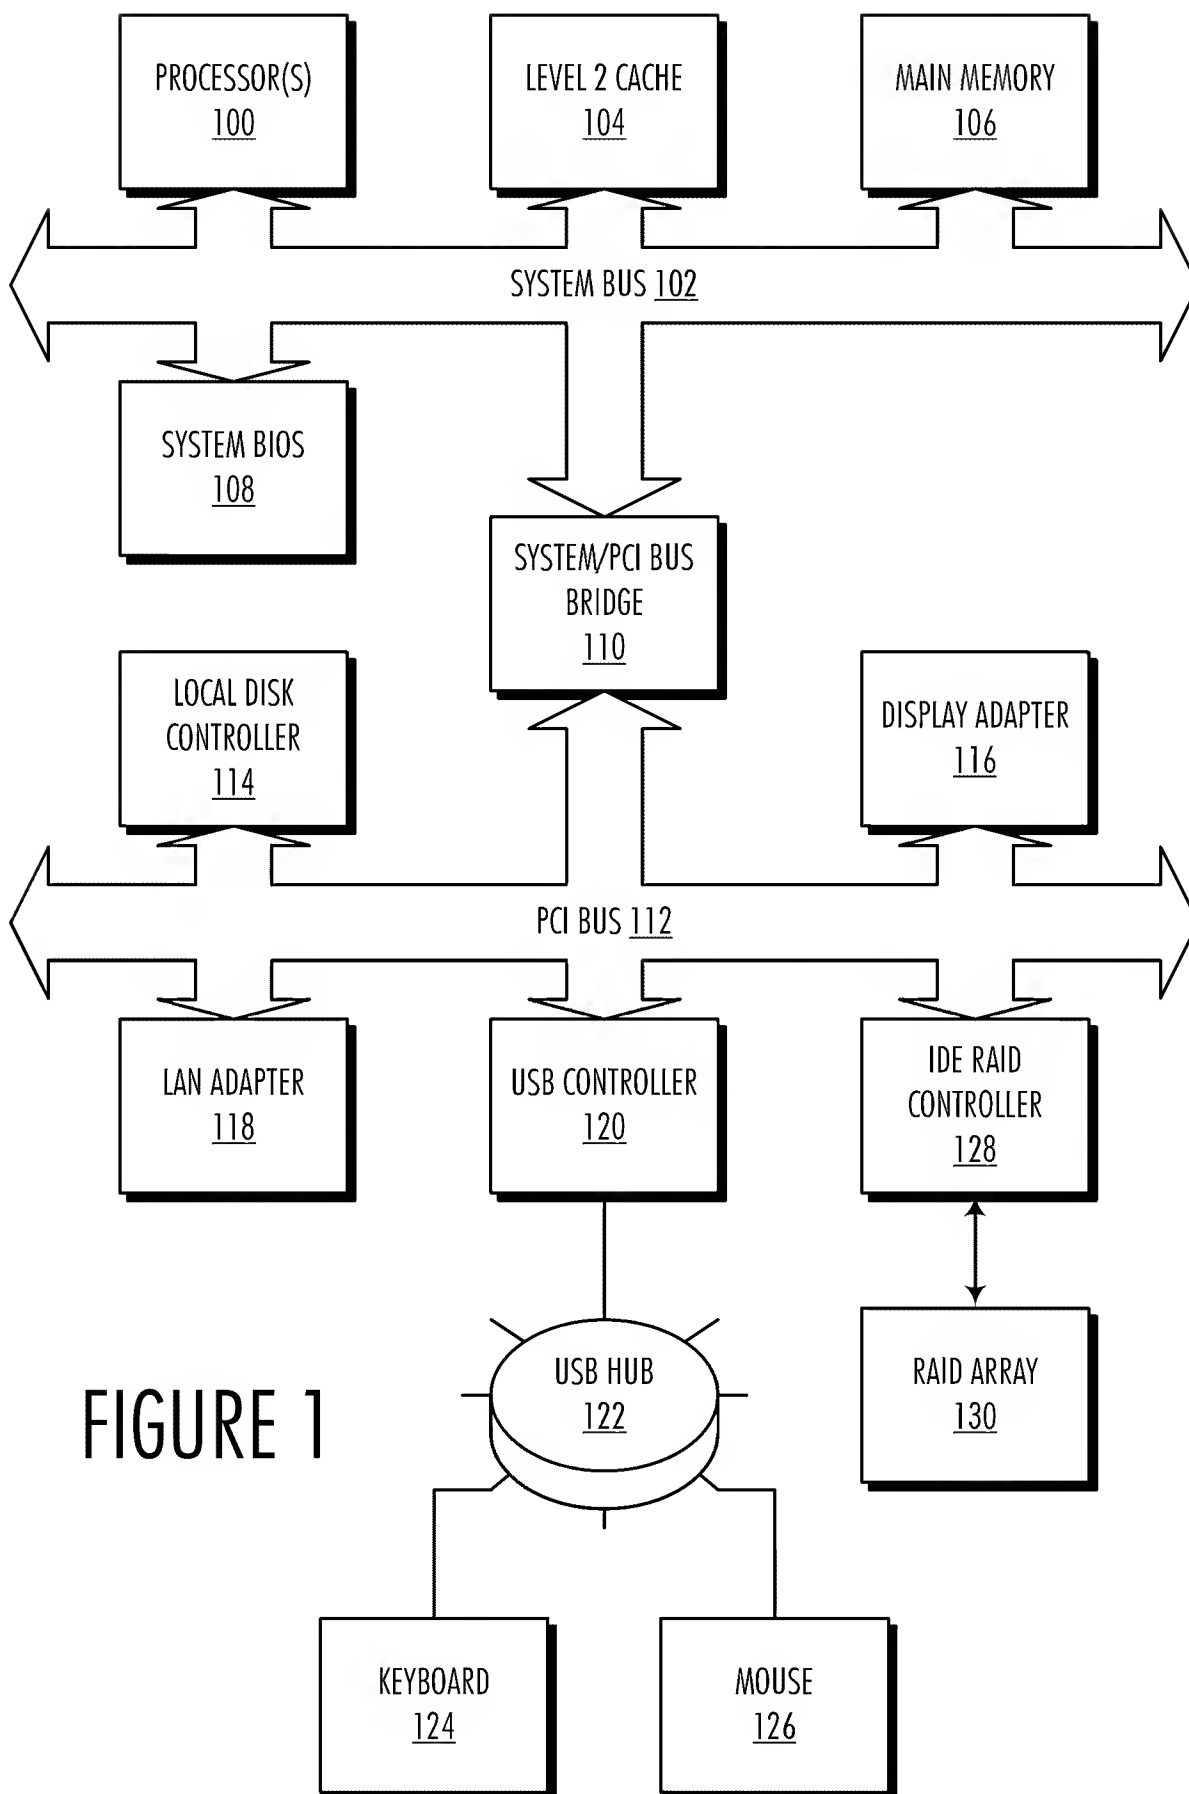 PROCESSOR(S)
100
LEVEL 2 CACHE
104
MAIN MEMORY
106
SYSTEM BUS 102
SYSTEM BIOS
108
SYSTEM/PCI BUS
BRIDGE
110
LOCAL DISK
CONTROLLER
114
DISPLAY ADAPTER
116
PCI BUS 112
LAN ADAPTER
118
USB CONTROLLER
120
IDE RAID
CONTROLLER
128
USB HUB
122
RAID ARRAY
130
FIGURE 1
KEYBOARD
124
MOUSE
126